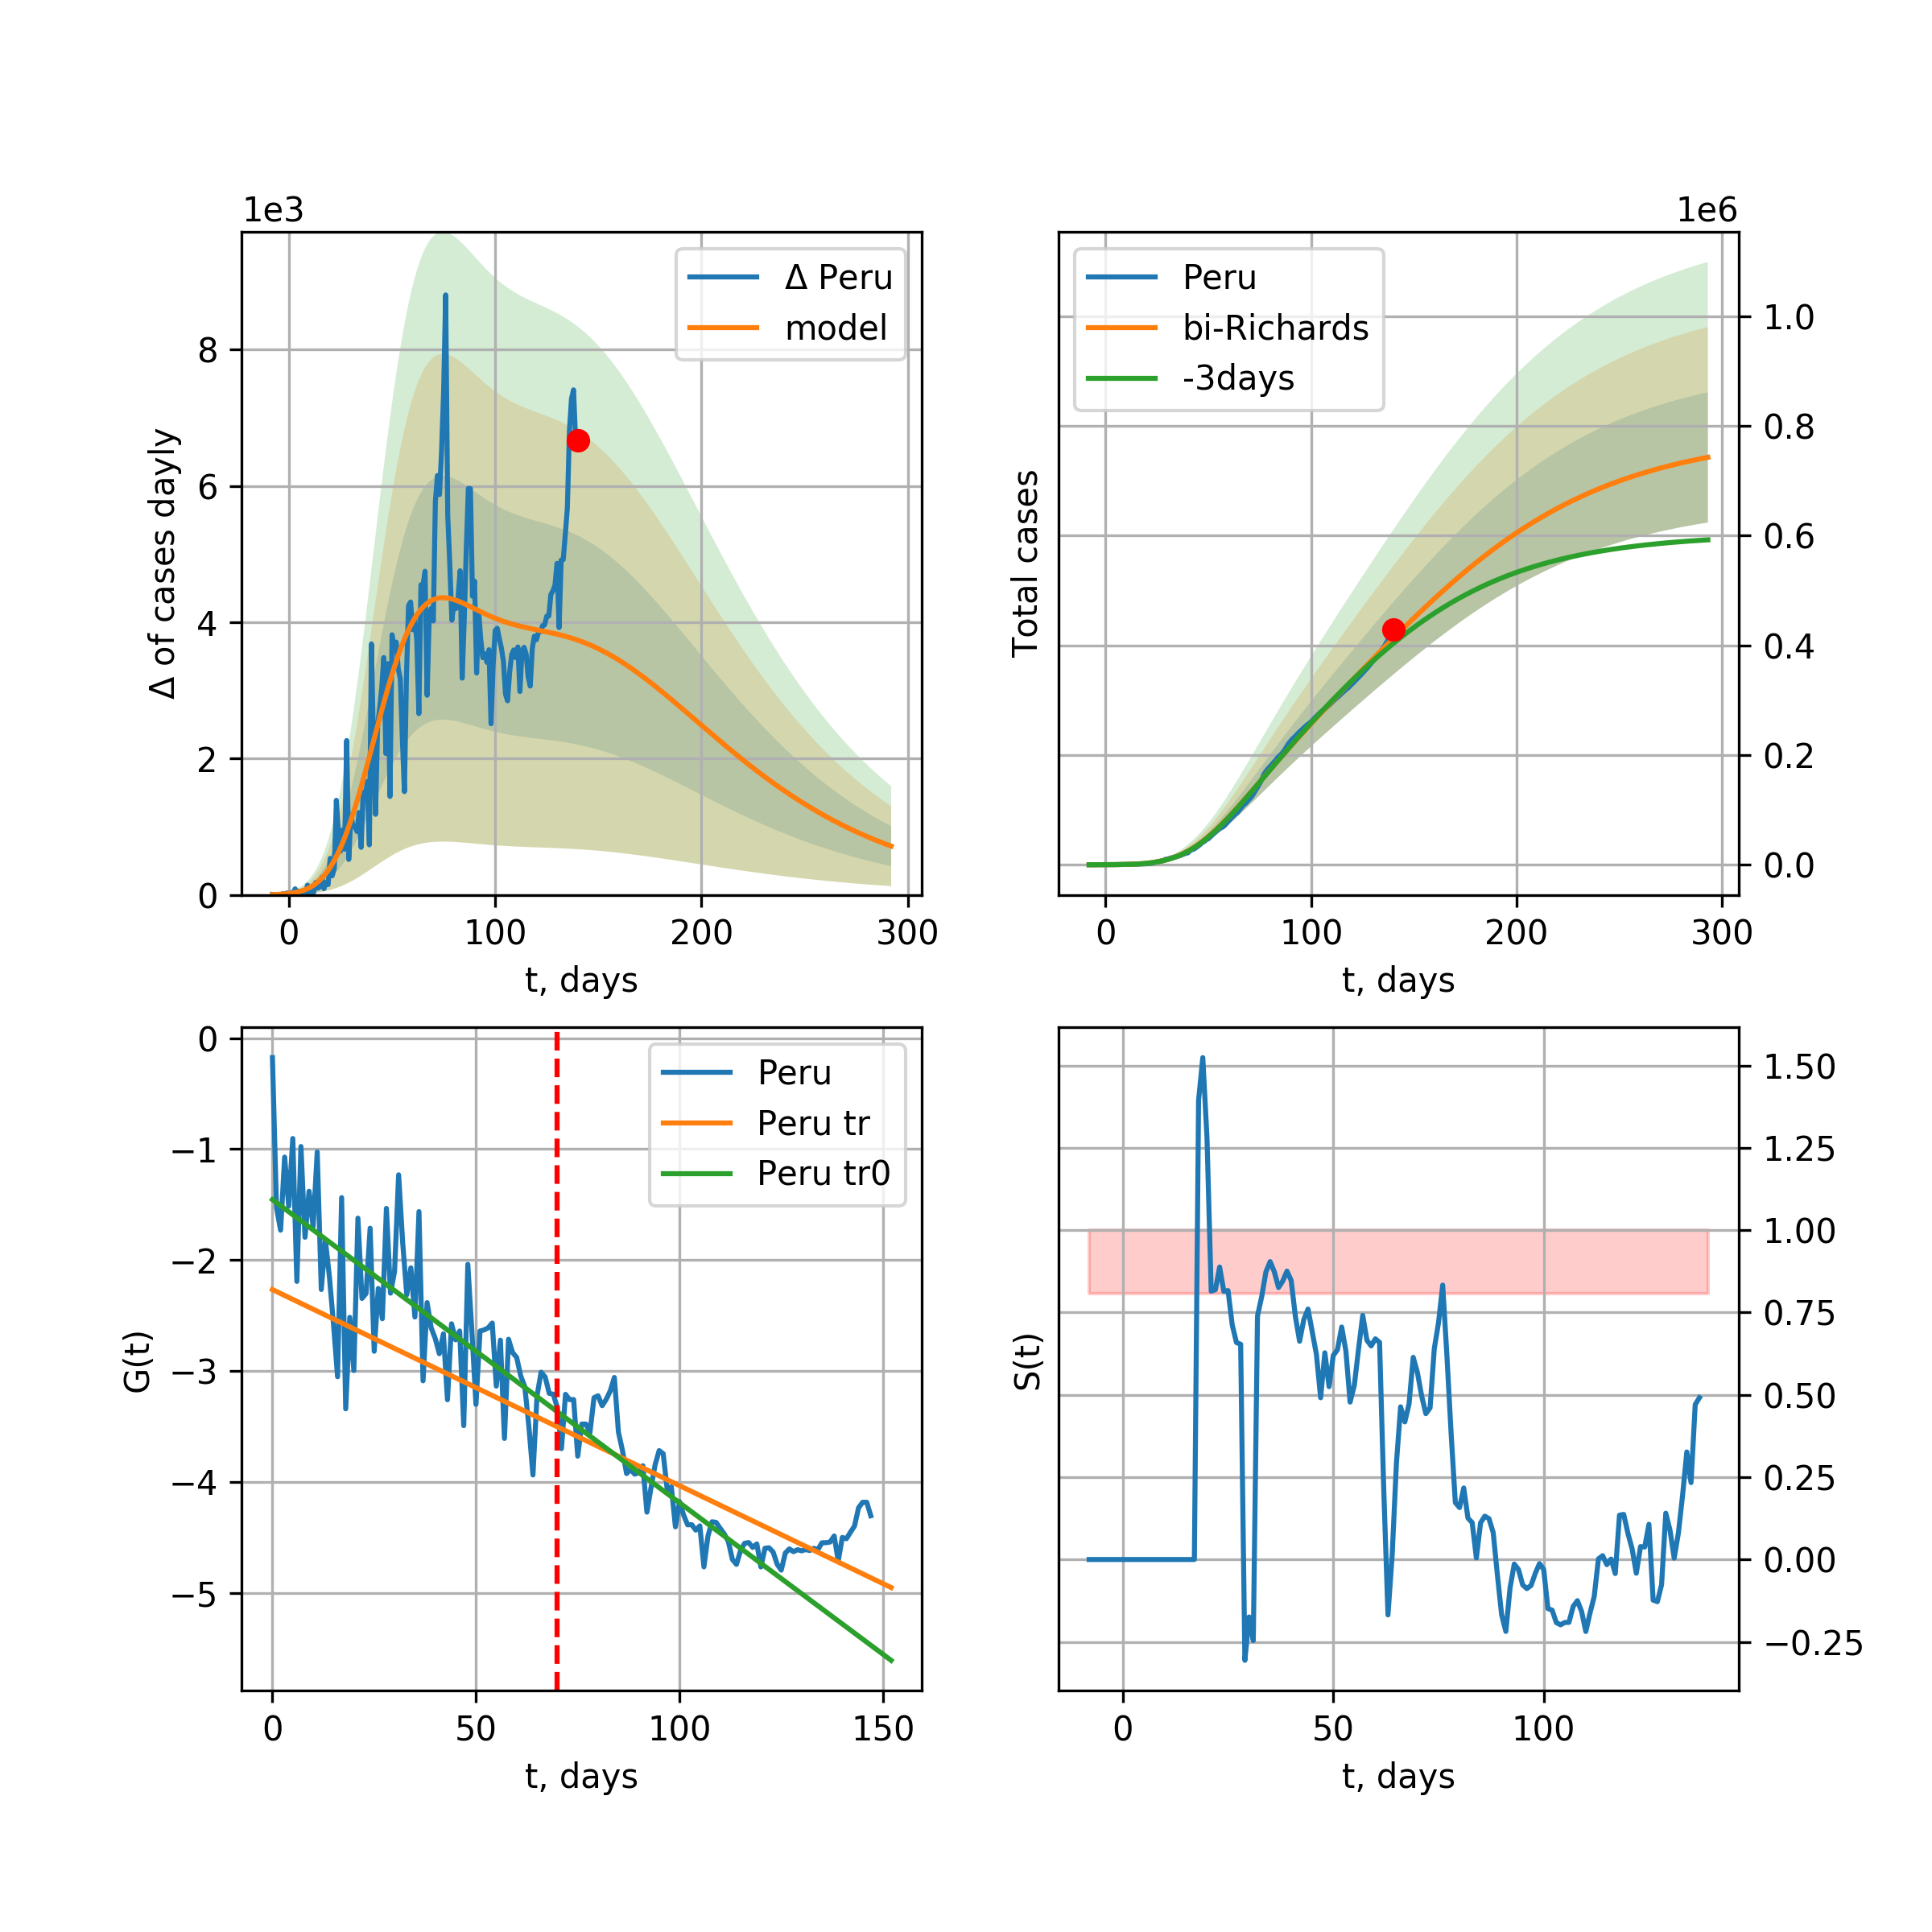 1e3
Δ Peru
model
8
6
4
2
0
Δ of cases dayly
0
100
200
300
t, days
1e6
Peru
bi-Richards
-3days
1.0
0.8
0.6
0.4
0.2
0.0
Total cases
0
100
200
300
t, days
Peru
Peru tr
Peru tr0
0
−1
−2
−3
−4
−5
G(t)
0
50
100
150
t, days
1.50
1.25
1.00
0.75
0.50
0.25
0.00
−0.25
S(t)
0
50
100
t, days